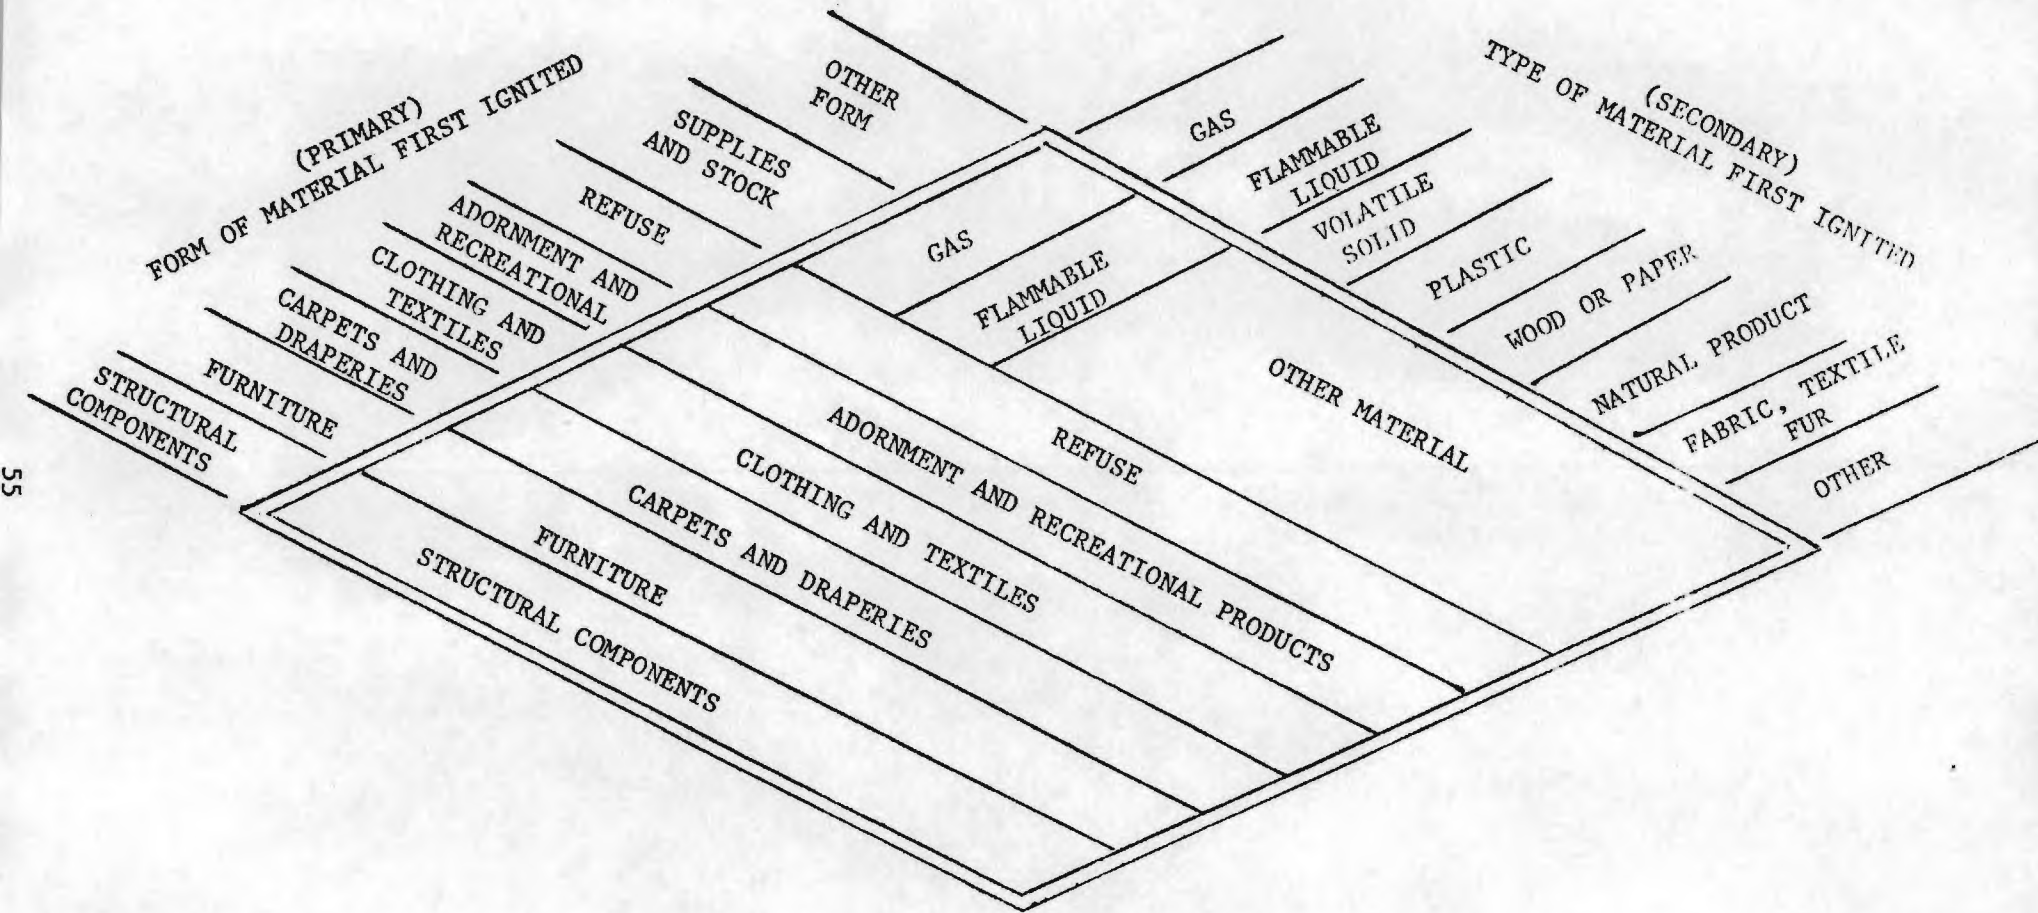 (PRIMARY)
FORM OF MATERIAL FIRST IGNITED
OTHER
FORM
SUPPLIES
AND STOCK
REFUSE
ADORNMENT AND
RECREATIONAL
CLOTHING AND
TEXTILES
CARPETS AND
DRAPERIES
FURNITURE
STRUCTURAL
COMPONENTS
(SECONDARY)
TYPE OF MATERIAL FIRST IGNITED
GAS
FLAMMABLE
LIQUID
VOLATILE
SOLID
PLASTIC
WOOD OR PAPER
NATURAL PRODUCT
FABRIC, TEXTILE
FUR
OTHER
GAS
FLAMMABLE
LIQUID
OTHER MATERIAL
REFUSE
ADORNMENT AND RECREATIONAL PRODUCTS
CLOTHING AND TEXTILES
CARPETS AND DRAPERIES
FURNITURE
STRUCTURAL COMPONENTS
55